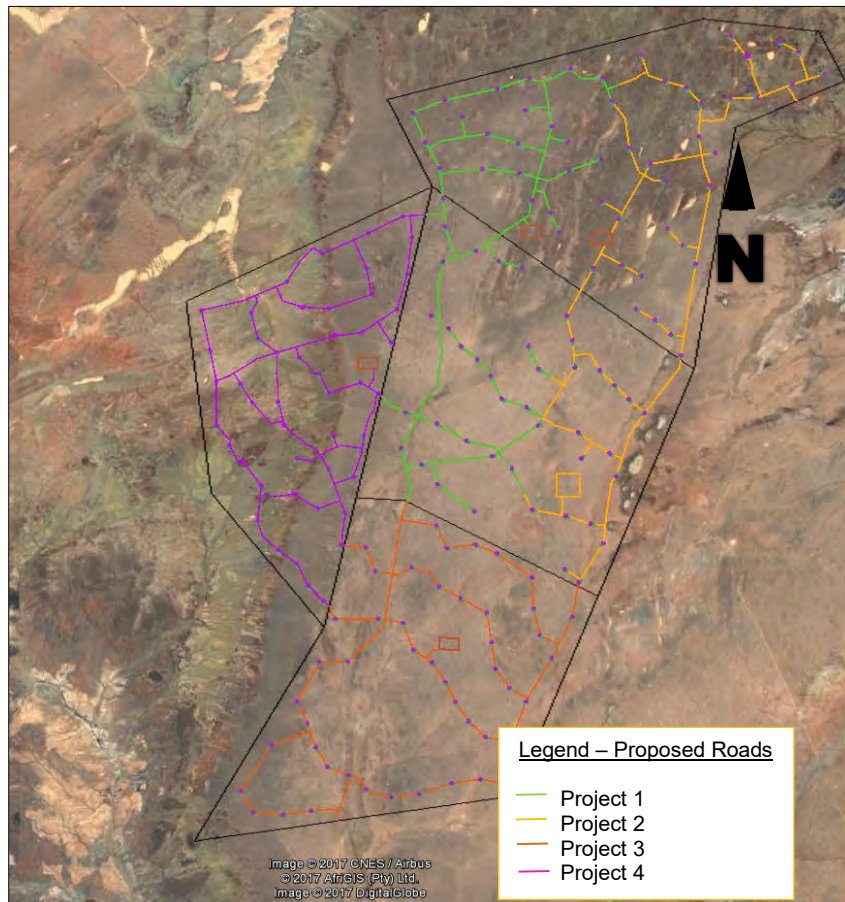 N
Legend – Proposed Roads
Project 1
Project 2
Project 3
Project 4
Image © 2017 CNES / Airbus
© 2017 AfriGIS (Pty) Ltd.
Image © 2017 DigitalGlobe